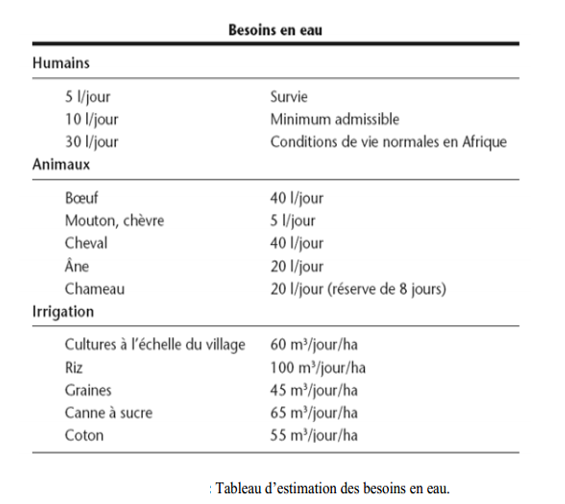 Besoins en eau
Humains
5 l/jour Survie
10 l/jour Minimum admissible
30 l/jour Conditions de vie normales en Afrique
Animaux
Bœuf 40 l/jour
Mouton, chèvre 5 l/jour
Cheval 40 l/jour
Âne 20 l/jour
Chameau 20 l/jour (réserve de 8 jours)
Irrigation
Cultures à l'échelle du village 60 m³/jour/ha
Riz 100 m³/jour/ha
Graines 45 m³/jour/ha
Canne à sucre 65 m³/jour/ha
Coton 55 m³/jour/ha
: Tableau d'estimation des besoins en eau.